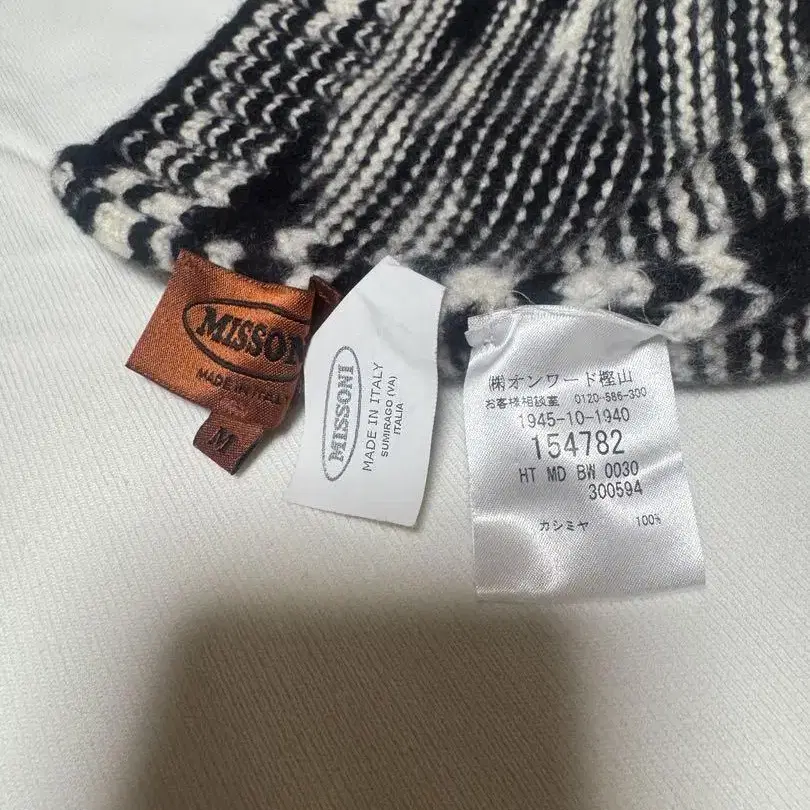 MISSONI
MADE IN ITALY
M
MISSONI
MADE IN ITALY
SUMIRAGO (VA)
ITALIA
㈱オンワード樫山
お客様相談室 0120-586-300
1945-10-1940
154782
HT MD BW 0030
300594
カシミヤ 100%